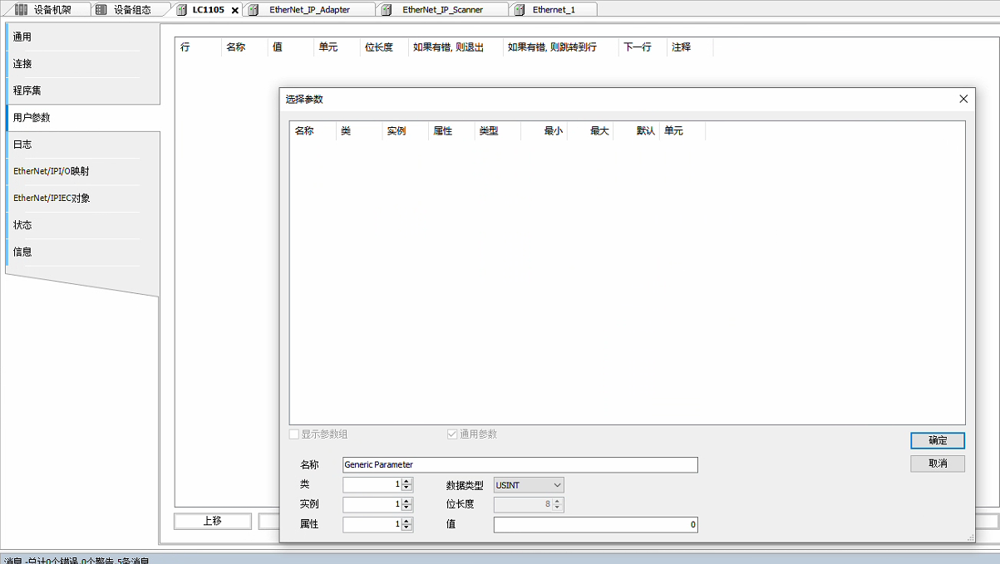 设备机架 设备组态 LC1105 EtherNet_IP_Adapter EtherNet_IP_Scanner Ethernet_1
通用
连接
程序集
用户参数
日志
EtherNet/IPI/O映射
EtherNet/IPIEC对象
状态
信息
行 名称 值 单元 位长度 如果有错, 则退出 如果有错, 则跳转到行 下一行 注释
选择参数
名称 类 实例 属性 类型 最小 最大 默认 单元
显示参数组 通用参数
确定
取消
名称 Generic Parameter
类 1 数据类型 USINT
实例 1 位长度 8
属性 1 值 0
上移
消息 -总计0个错误, 0个警告, 5条消息